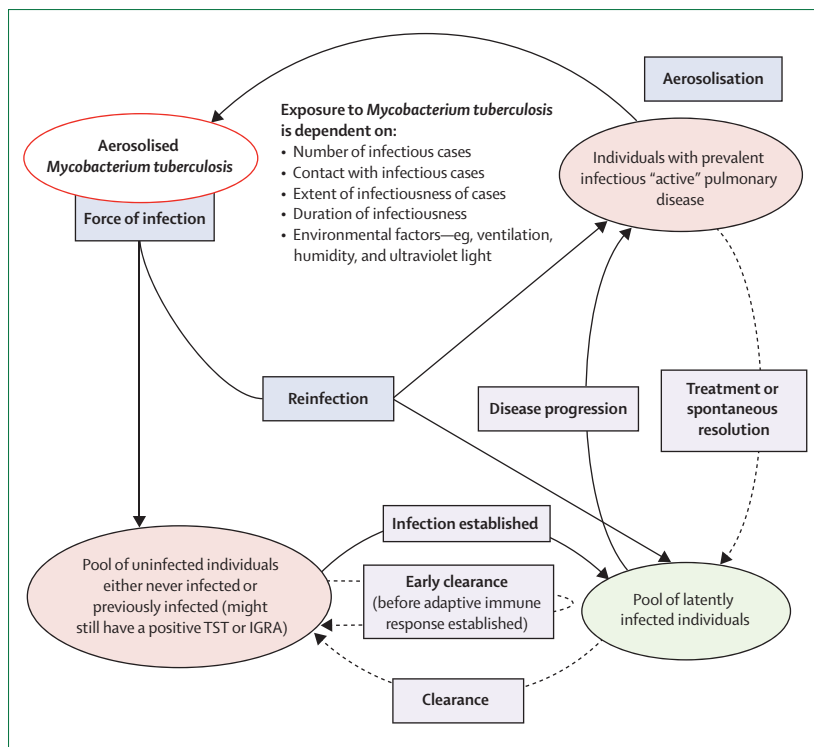 Aerosolisation
Aerosolised
Mycobacterium tuberculosis
Force of infection
Exposure to Mycobacterium tuberculosis
is dependent on:
• Number of infectious cases
• Contact with infectious cases
• Extent of infectiousness of cases
• Duration of infectiousness
• Environmental factors—eg, ventilation,
humidity, and ultraviolet light
Individuals with prevalent
infectious “active” pulmonary
disease
Reinfection
Disease progression
Treatment or
spontaneous
resolution
Infection established
Pool of uninfected individuals
either never infected or
previously infected (might
still have a positive TST or IGRA)
Early clearance
(before adaptive immune
response established)
Pool of latently
infected individuals
Clearance